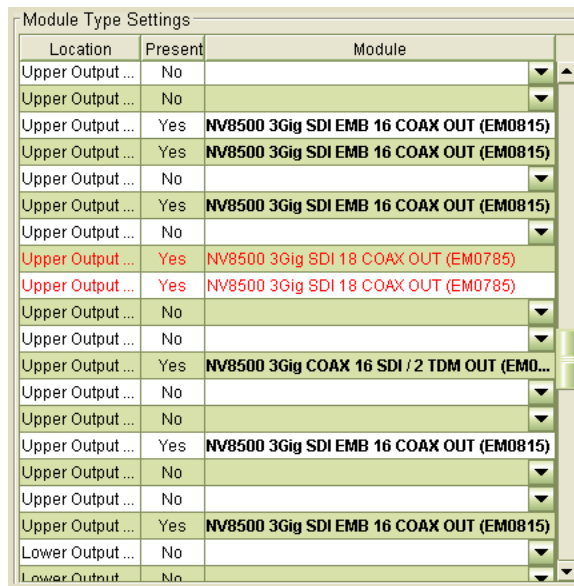 Module Type Settings
Location Present Module
Upper Output ... No
Upper Output ... No
Upper Output ... Yes NV8500 3Gig SDI EMB 16 COAX OUT (EM0815)
Upper Output ... Yes NV8500 3Gig SDI EMB 16 COAX OUT (EM0815)
Upper Output ... No
Upper Output ... Yes NV8500 3Gig SDI EMB 16 COAX OUT (EM0815)
Upper Output ... No
Upper Output ... Yes NV8500 3Gig SDI 18 COAX OUT (EM0785)
Upper Output ... Yes NV8500 3Gig SDI 18 COAX OUT (EM0785)
Upper Output ... No
Upper Output ... No
Upper Output ... Yes NV8500 3Gig COAX 16 SDI / 2 TDM OUT (EM0...
Upper Output ... No
Upper Output ... No
Upper Output ... Yes NV8500 3Gig SDI EMB 16 COAX OUT (EM0815)
Upper Output ... No
Upper Output ... No
Upper Output ... Yes NV8500 3Gig SDI EMB 16 COAX OUT (EM0815)
Lower Output ... No
Lower Output ... No